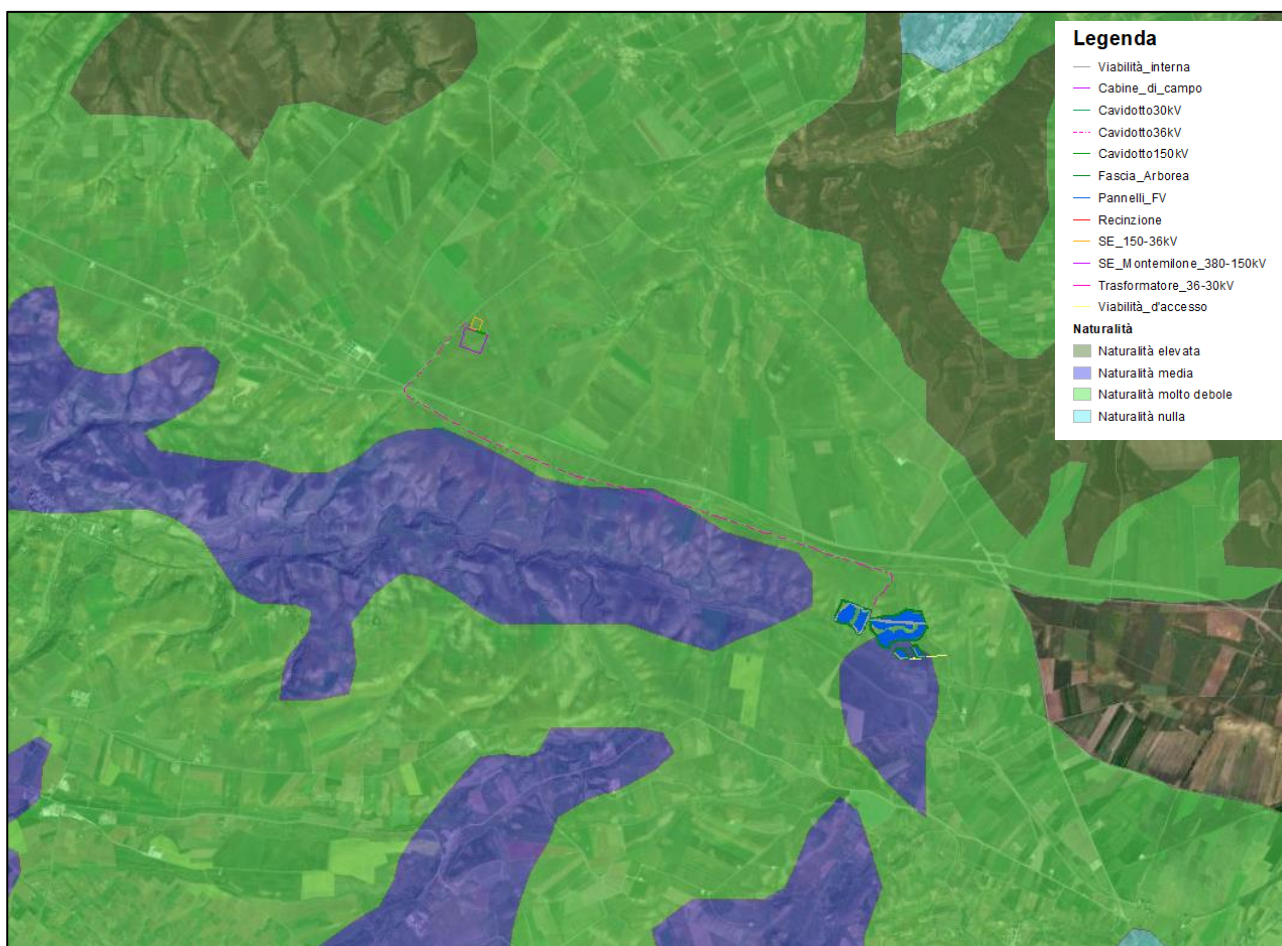 Legenda
Viabilità_interna
Cabine_di_campo
Cavidotto30kV
Cavidotto36kV
Cavidotto150kV
Fascia_Arborea
Pannelli_FV
Recinzione
SE_150-36kV
SE_Montemilone_380-150kV
Trasformatore_36-30kV
Viabilità_d'accesso
Naturalità
Naturalità elevata
Naturalità media
Naturalità molto debole
Naturalità nulla